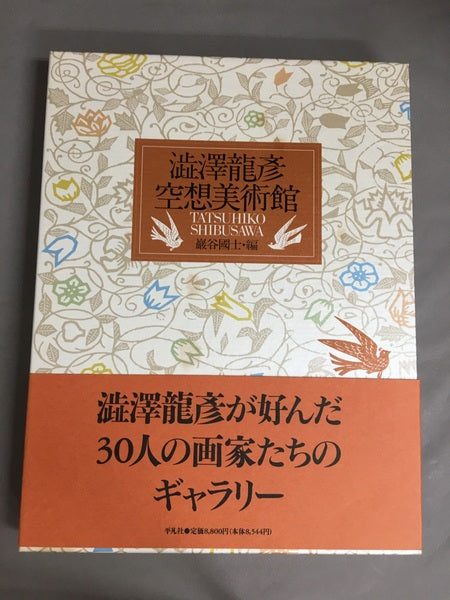 澁澤龍彥
空想美術館
TATSUHIKO
SHIBUSAWA
巖谷國士・編
澁澤龍彥が好んだ
30人の画家たちの
ギャラリー
平凡社●定価8,800円(本体8,544円)